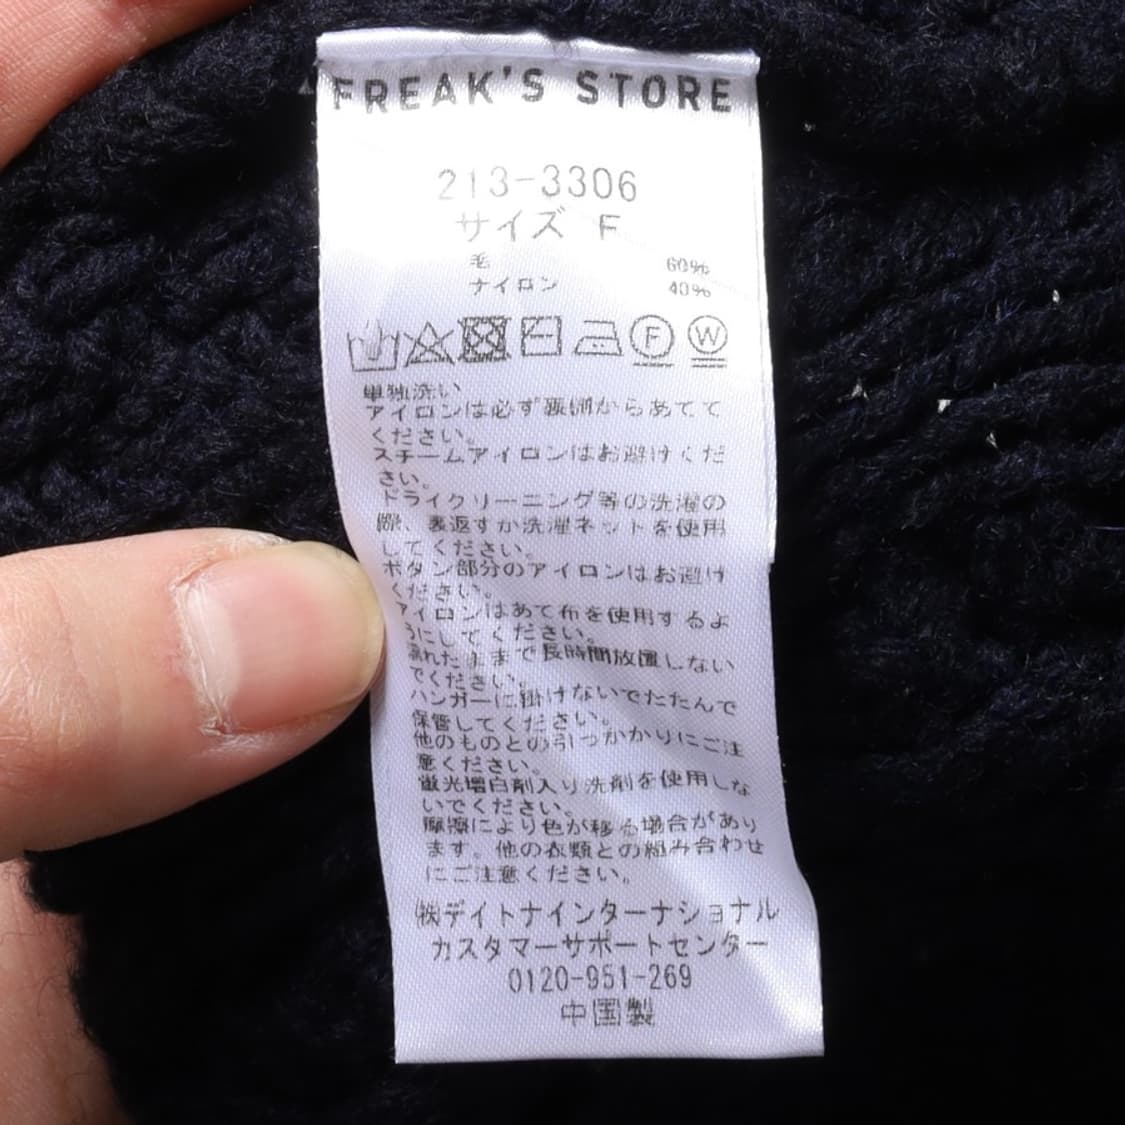 FREAK'S STORE
213-3306
サイズ F
毛 60%
ナイロン 40%
F W
単独洗い
アイロンは必ず裏側からあてて
ください。
スチームアイロンはお避けくだ
さい。
ドライクリーニング等の洗濯の
際、裏返すか洗濯ネットを使用
してください。
ボタン部分のアイロンはお避け
ください。
アイロンはあて布を使用するよ
うにしてください。
濡れたままで長時間放置しない
でください。
ハンガーに掛けないでたたんで
保管してください。
他のものとの引っかかりにご注
意ください。
蛍光増白剤入り洗剤を使用しな
いでください。
摩擦により色が移る場合があり
ます。他の衣類との組み合わせ
にご注意ください。
㈱デイトナインターナショナル
カスタマーサポートセンター
0120-951-269
中国製